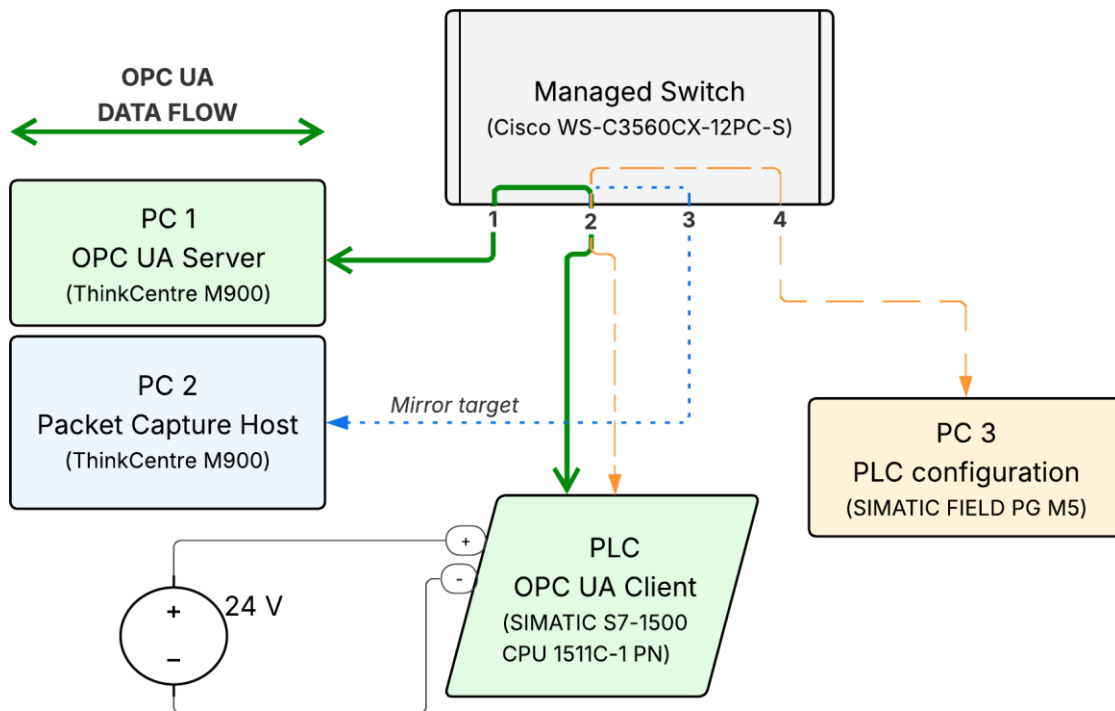 OPC UA
DATA FLOW
Managed Switch
(Cisco WS-C3560CX-12PC-S)
1
2
3
4
PC 1
OPC UA Server
(ThinkCentre M900)
PC 2
Packet Capture Host
(ThinkCentre M900)
Mirror target
PC 3
PLC configuration
(SIMATIC FIELD PG M5)
PLC
OPC UA Client
(SIMATIC S7-1500
CPU 1511C-1 PN)
+
-
24 V
+
−